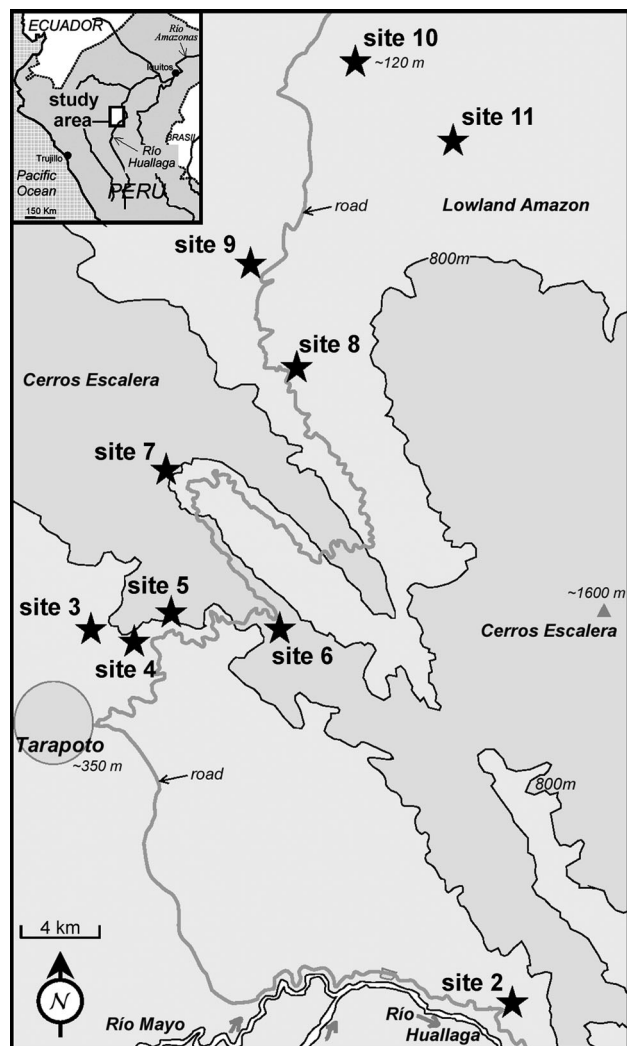 ECUADOR
Río
Amazonas
Iquitos
study
area
BRASIL
Río
Huallaga
Trujillo
Pacific
Ocean
PERU
150 Km
site 10
~120 m
site 11
road
Lowland Amazon
site 9
800m
site 8
Cerros Escalera
site 7
site 5
site 3
~1600 m
Cerros Escalera
site 6
site 4
Tarapoto
~350 m
road
800m
4 km
N
site 2
Río Mayo
Río
Huallaga